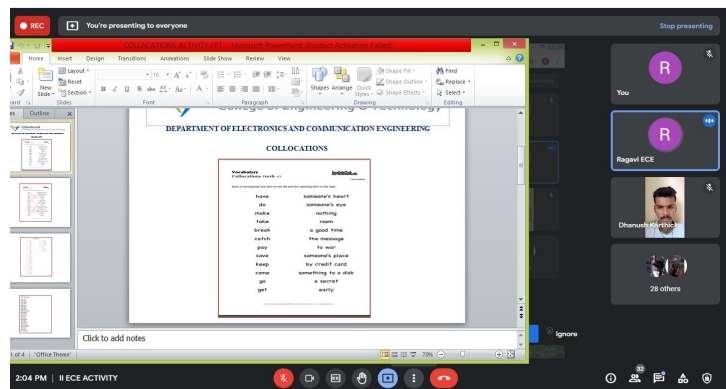 REC
You're presenting to everyone
Stop presenting
COLLACATIONS ACTIVITY PPT - Microsoft PowerPoint (Product Activation Failed)
Home Insert Design Transitions Animations Slide Show Review View
New
Slide
Layout
Reset
Section
Slides
Font
Paragraph
Shapes Arrange Quick
Styles
Shape Fill
Shape Outline
Shape Effects
Drawing
Find
Replace
Select
Editing
Outline
College of Engineering & Technology
DEPARTMENT OF ELECTRONICS AND COMMUNICATION ENGINEERING
COLLOCATIONS
Vocabulary
Collocations (verb +)
EnglishClub
have someone's heart
do someone's eye
make nothing
take room
break a good time
catch the message
pay to war
save someone's place
keep by credit card
come something to a disk
go a secret
get early
Click to add notes
1 of 4 "Office Theme"
70%
R
You
R
Ragavi ECE
Dhanush Karthick
28 others
Ignore
2:04 PM | II ECE ACTIVITY
32